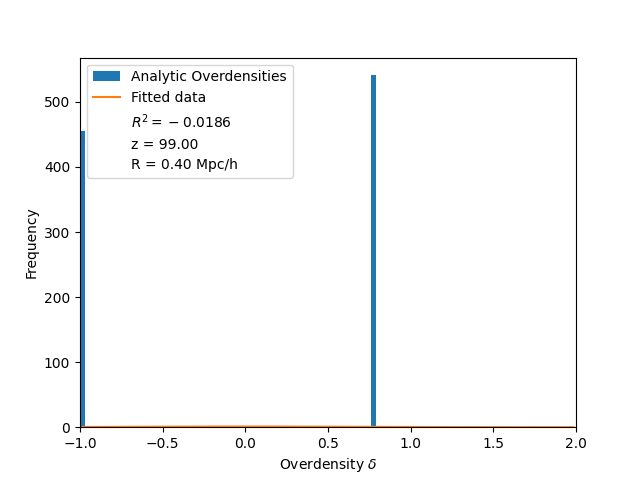 Analytic Overdensities
Fitted data
R² = −0.0186
z = 99.00
R = 0.40 Mpc/h
500
400
300
200
100
0
Frequency
−1.0 −0.5 0.0 0.5 1.0 1.5 2.0
Overdensity δ